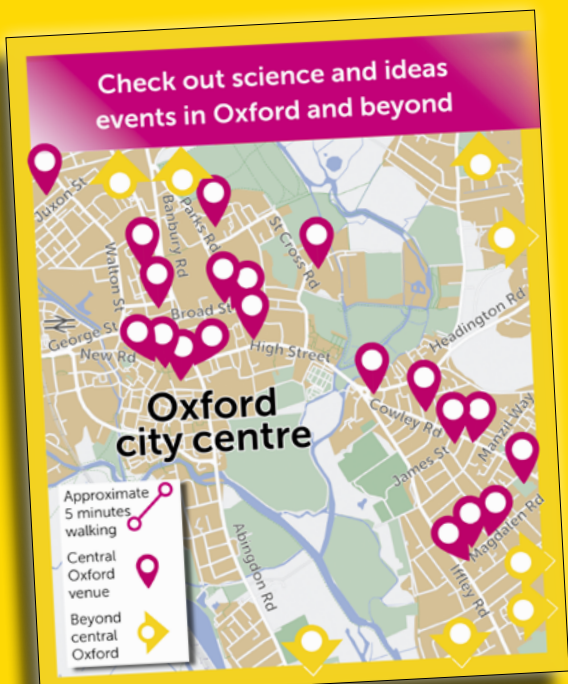 Check out science and ideas
events in Oxford and beyond
Juxon St
Banbury Rd
Parks Rd
St Cross Rd
Walton St
Broad St
George St
New Rd
High Street
Headington Rd
Oxford
city centre
Cowley Rd
Manzil Way
James St
Magdalen Rd
Iffley Rd
Abingdon Rd
Approximate
5 minutes
walking
Central
Oxford
venue
Beyond
central
Oxford